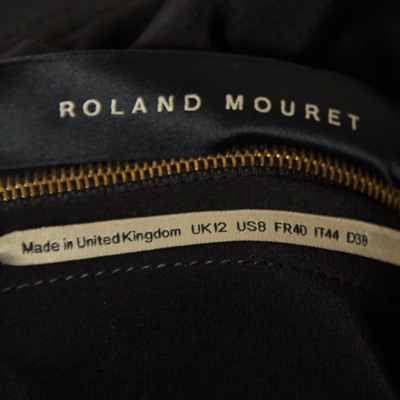 ROLAND MOURET
Made in United Kingdom UK12 US8 FR40 IT44 D38